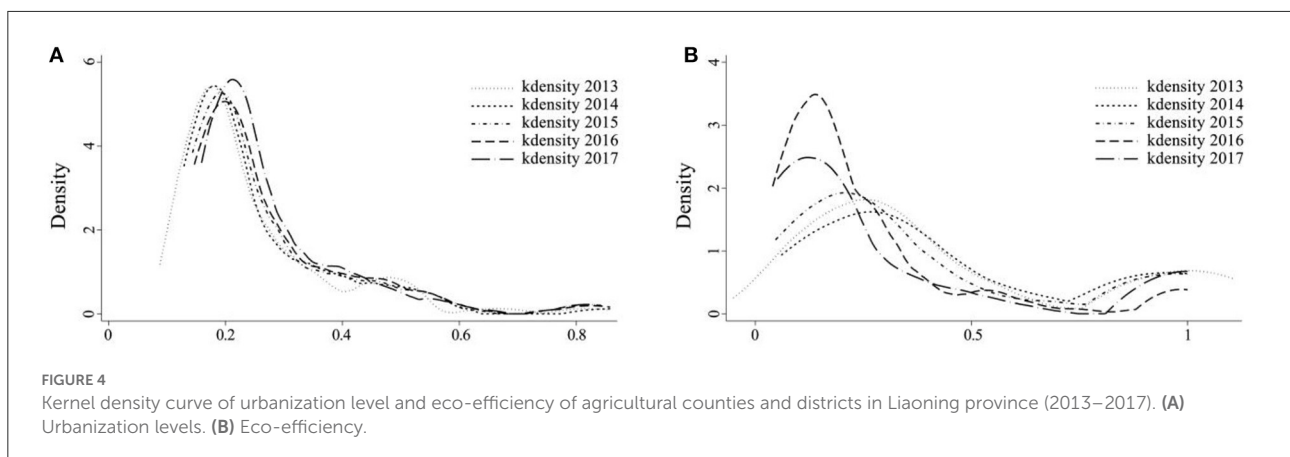 A
B
6
4
2
0
Density
kdensity 2013
kdensity 2014
kdensity 2015
kdensity 2016
kdensity 2017
0
0.2
0.4
0.6
0.8
4
3
2
1
0
Density
kdensity 2013
kdensity 2014
kdensity 2015
kdensity 2016
kdensity 2017
0
0.5
1
FIGURE 4
Kernel density curve of urbanization level and eco-efficiency of agricultural counties and districts in Liaoning province (2013–2017). (A)
Urbanization levels. (B) Eco-efficiency.